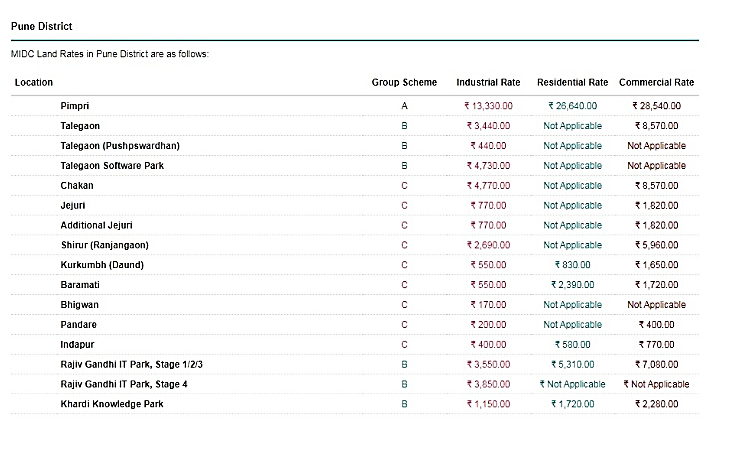 Pune District
MIDC Land Rates in Pune District are as follows:
Location Group Scheme Industrial Rate Residential Rate Commercial Rate
Pimpri A ₹ 13,330.00 ₹ 26,640.00 ₹ 28,540.00
Talegaon B ₹ 3,440.00 Not Applicable ₹ 8,570.00
Talegaon (Pushpswardhan) B ₹ 440.00 Not Applicable Not Applicable
Talegaon Software Park B ₹ 4,730.00 Not Applicable Not Applicable
Chakan C ₹ 4,770.00 Not Applicable ₹ 8,570.00
Jejuri C ₹ 770.00 Not Applicable ₹ 1,820.00
Additional Jejuri C ₹ 770.00 Not Applicable ₹ 1,820.00
Shirur (Ranjangaon) C ₹ 2,690.00 Not Applicable ₹ 5,960.00
Kurkumbh (Daund) C ₹ 550.00 ₹ 830.00 ₹ 1,650.00
Baramati C ₹ 550.00 ₹ 2,390.00 ₹ 1,720.00
Bhigwan C ₹ 170.00 Not Applicable Not Applicable
Pandare C ₹ 200.00 Not Applicable ₹ 400.00
Indapur C ₹ 400.00 ₹ 580.00 ₹ 770.00
Rajiv Gandhi IT Park, Stage 1/2/3 B ₹ 3,550.00 ₹ 5,310.00 ₹ 7,080.00
Rajiv Gandhi IT Park, Stage 4 B ₹ 3,850.00 ₹ Not Applicable ₹ Not Applicable
Khardi Knowledge Park B ₹ 1,150.00 ₹ 1,720.00 ₹ 2,280.00